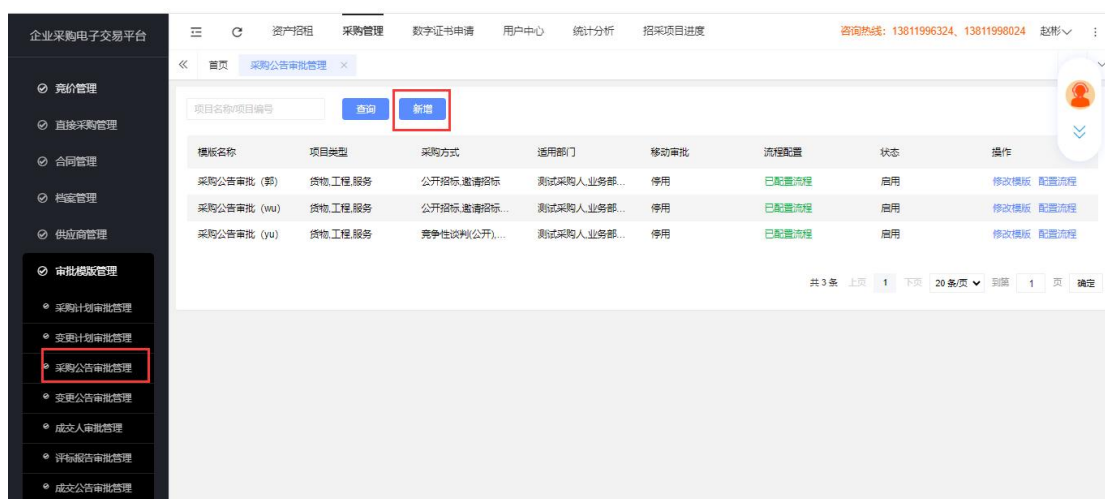 企业采购电子交易平台
资产招租 采购管理 数字证书申请 用户中心 统计分析 招采项目进度 咨询热线：13811996324、13811998024 赵彬
首页 采购公告审批管理 ×
竞价管理
直接采购管理
合同管理
档案管理
供应商管理
审批模版管理
采购计划审批管理
变更计划审批管理
采购公告审批管理
变更公告审批管理
成交人审批管理
评标报告审批管理
成交公告审批管理
项目名称/项目编号 查询 新增
模版名称 项目类型 采购方式 适用部门 移动审批 流程配置 状态 操作
采购公告审批（郭） 货物,工程,服务 公开招标,邀请招标 测试采购人,业务部... 停用 已配置流程 启用 修改模版 配置流程
采购公告审批（wu） 货物,工程,服务 公开招标,邀请招标... 测试采购人,业务部... 停用 已配置流程 启用 修改模版 配置流程
采购公告审批（yu） 货物,工程,服务 竞争性谈判(公开),... 测试采购人,业务部... 停用 已配置流程 启用 修改模版 配置流程
共 3 条 上页 1 下页 20 条/页 到第 1 页 确定